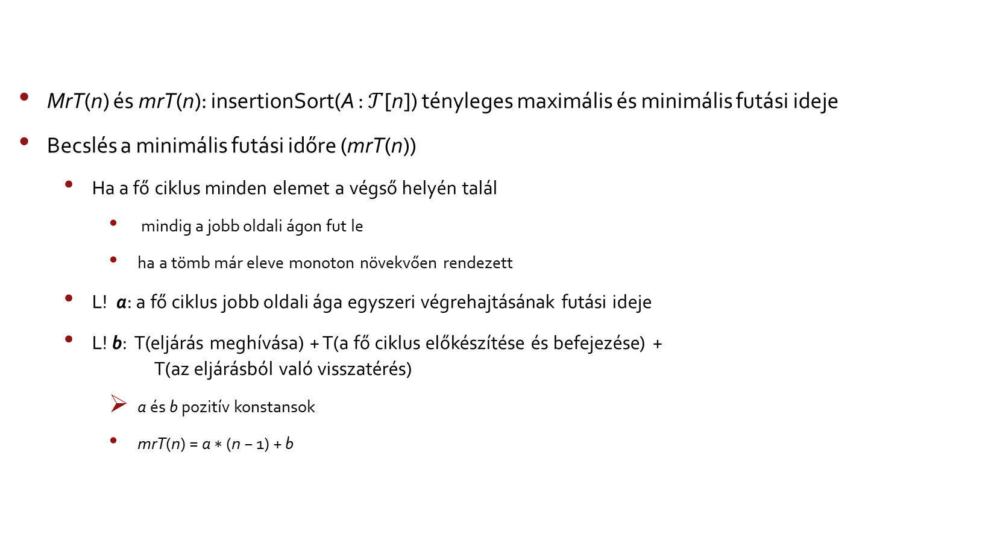 • MrT(n) és mrT(n): insertionSort(A : 𝒯 [n]) tényleges maximális és minimális futási ideje
• Becslés a minimális futási időre (mrT(n))
• Ha a fő ciklus minden elemet a végső helyén talál
• mindig a jobb oldali ágon fut le
• ha a tömb már eleve monoton növekvően rendezett
• L! a: a fő ciklus jobb oldali ága egyszeri végrehajtásának futási ideje
• L! b: T(eljárás meghívása) + T(a fő ciklus előkészítése és befejezése) +
T(az eljárásból való visszatérés)
➢ a és b pozitív konstansok
• mrT(n) = a ∗ (n − 1) + b